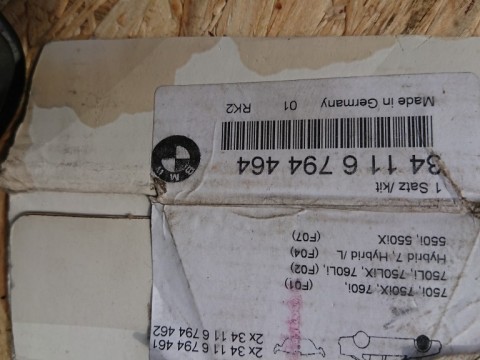 2x 34 11 6 794 461
2x 34 11 6 794 462
750i, 750iX, 760i, (F01)
750Li, 750LiX, 760Li, (F02)
Hybrid 7, Hybrid /L (F04)
550i, 550iX (F07)
1 Satz /kit
34 11 6 794 464
BMW
Made in Germany 01 RK2